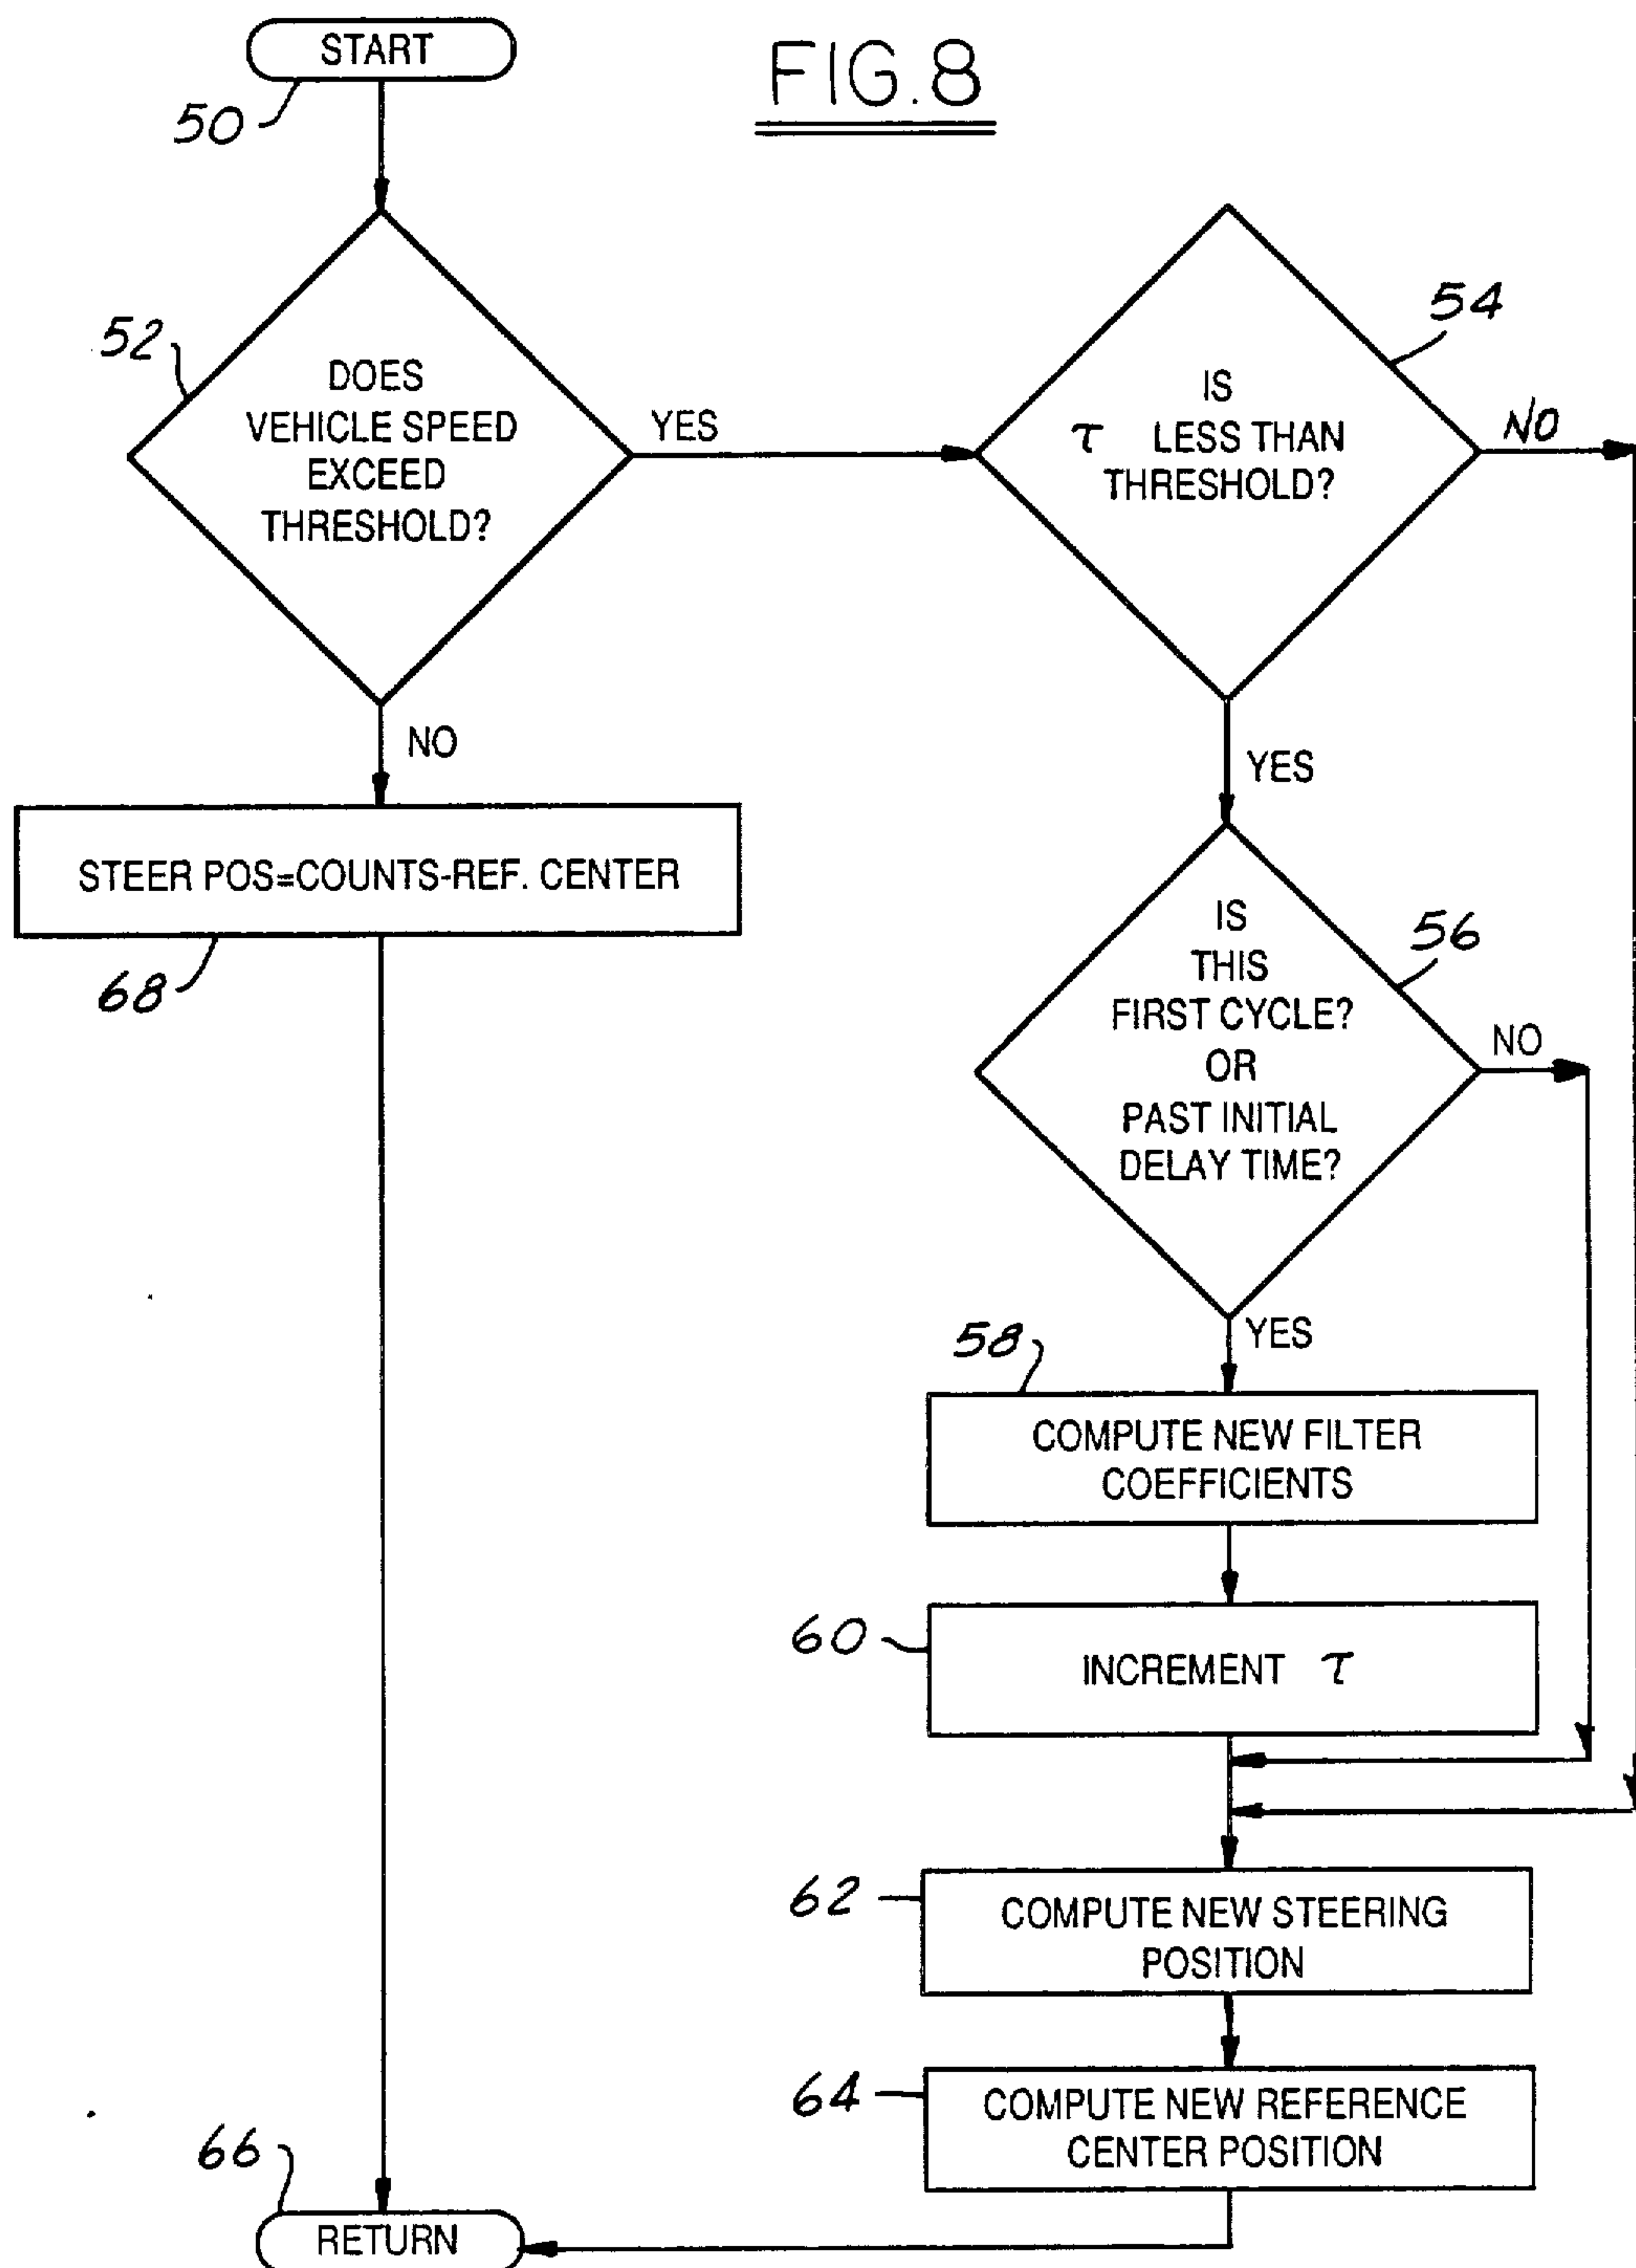 START
FIG.8
50
52
DOES
VEHICLE SPEED
EXCEED
THRESHOLD?
YES
54
IS
τ LESS THAN
THRESHOLD?
NO
NO
YES
STEER POS=COUNTS-REF. CENTER
68
IS
THIS
FIRST CYCLE?
OR
PAST INITIAL
DELAY TIME?
56
NO
YES
58
COMPUTE NEW FILTER
COEFFICIENTS
60
INCREMENT τ
62
COMPUTE NEW STEERING
POSITION
64
COMPUTE NEW REFERENCE
CENTER POSITION
66
RETURN